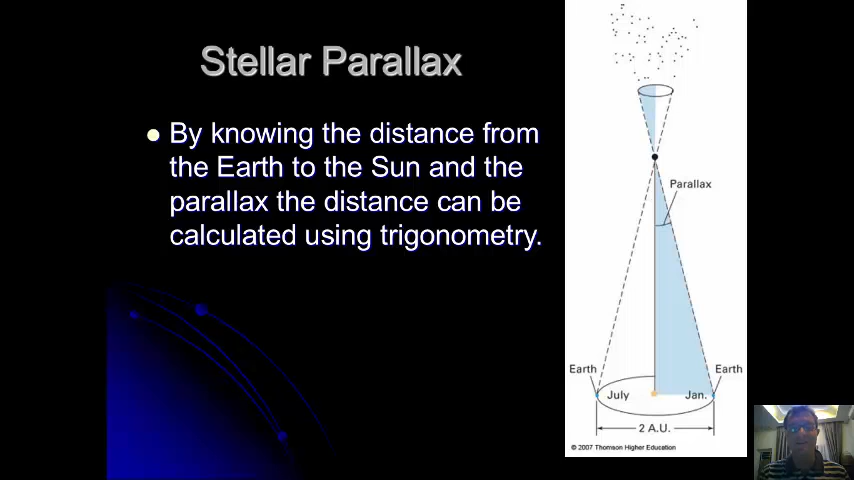 Stellar Parallax
By knowing the distance from
the Earth to the Sun and the
parallax the distance can be
calculated using trigonometry.
Parallax
Earth
Earth
July
Jan.
2 A.U.
© 2007 Thomson Higher Education